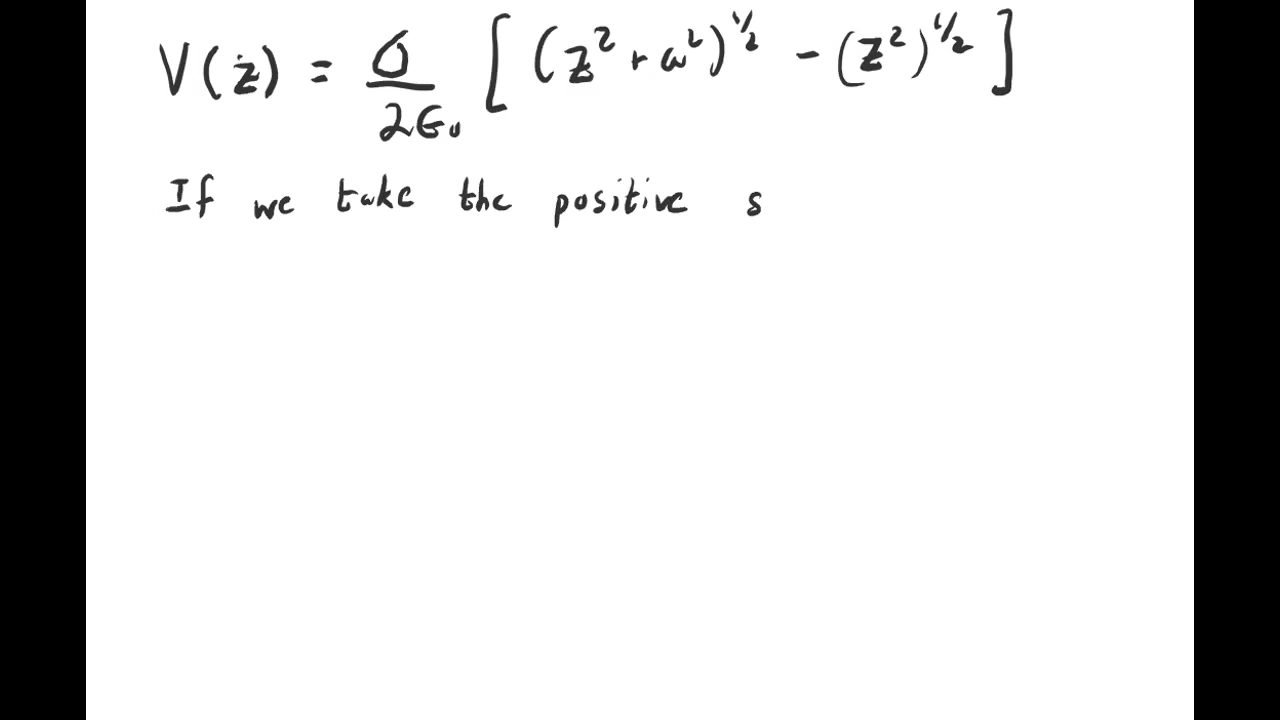 V(z) = σ/2ϵ₀ [(z² + a²)^1/2 - (z²)^1/2]
If we take the positive s